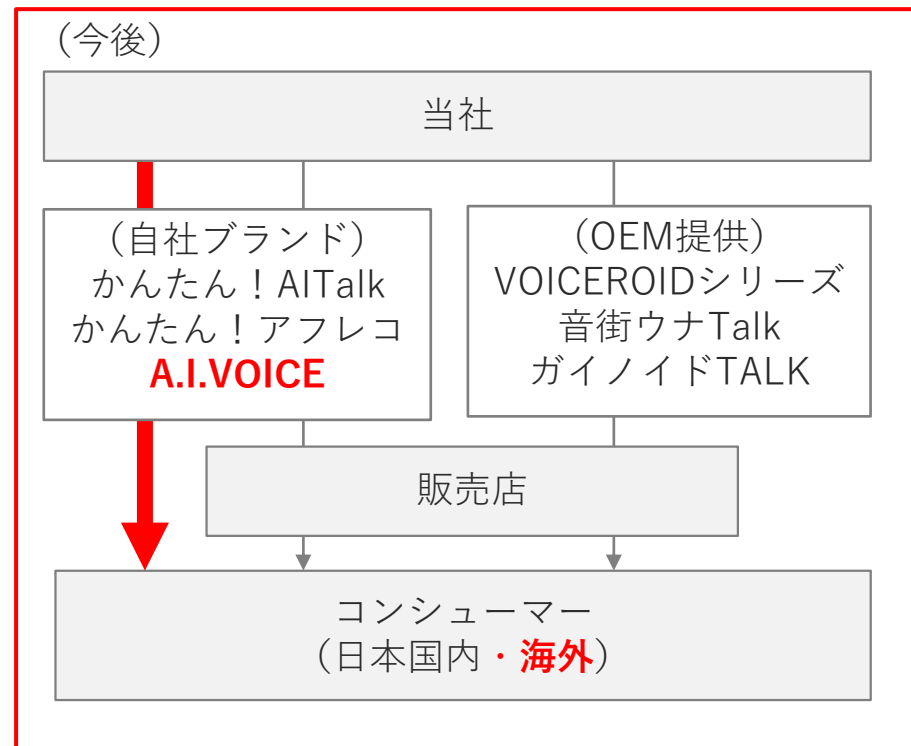 （今後）
当社
（自社ブランド）
かんたん！AITalk
かんたん！アフレコ
A.I.VOICE
（OEM提供）
VOICEROIDシリーズ
音街ウナTalk
ガイノイドTALK
販売店
コンシューマー
（日本国内・海外）